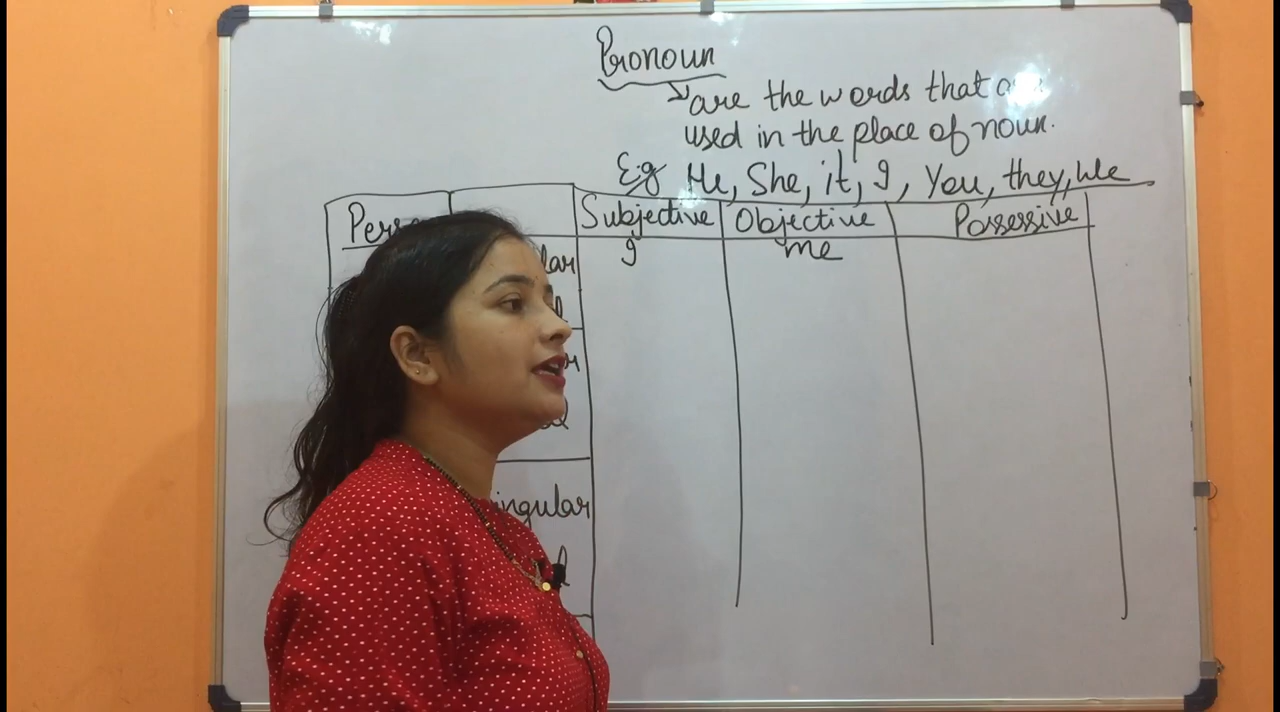 Pronoun
are the words that
used in the place of noun.
E.g He, She, it, I, You, they, We
Subjective Objective Possessive
I me